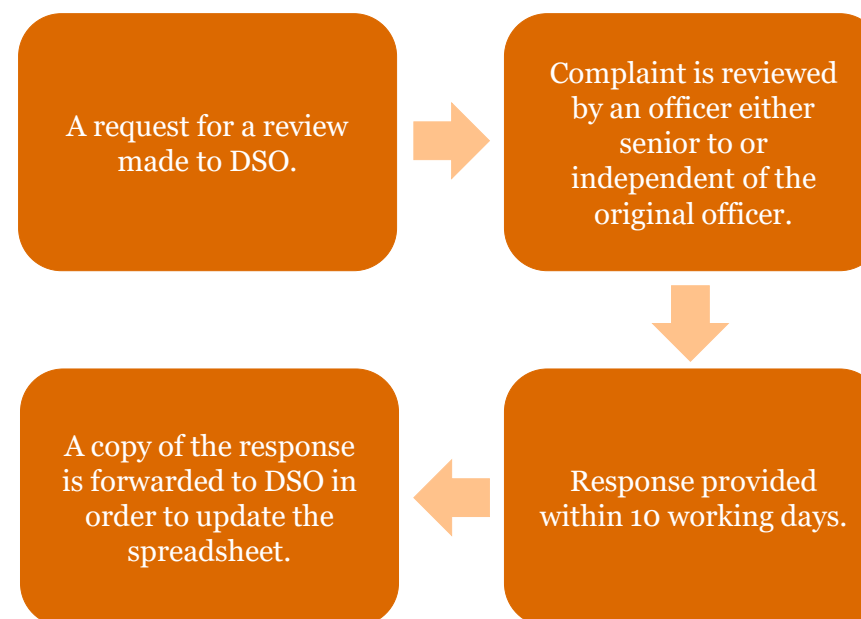 A request for a review
made to DSO.
Complaint is reviewed
by an officer either
senior to or
independent of the
original officer.
Response provided
within 10 working days.
A copy of the response
is forwarded to DSO in
order to update the
spreadsheet.